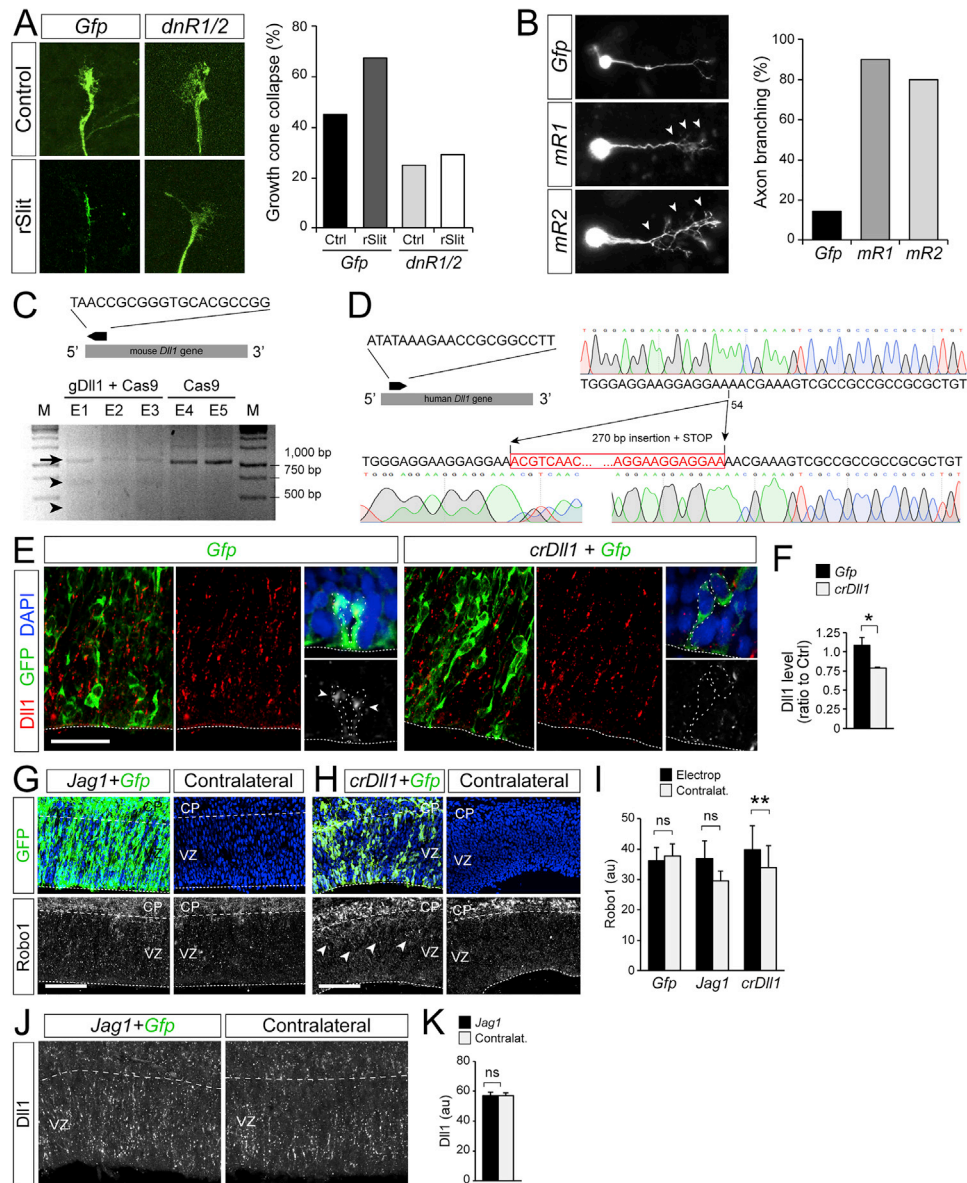 A
Gfp
dnR1/2
Control
rSlit
Growth cone collapse (%)
80
60
40
20
0
Ctrl rSlit Ctrl rSlit
Gfp dnR1/2
B
Gfp
mR1
mR2
Axon branching (%)
100
80
60
40
20
0
Gfp mR1 mR2
C
TAACCGCGGGTGCACGCCGG
5' mouse Dll1 gene 3'
gDll1 + Cas9 Cas9
M E1 E2 E3 E4 E5 M
1,000 bp
750 bp
500 bp
D
ATATAAAGAACCGCGGCCTT
5' human Dll1 gene 3'
TGGGAGGAAGGAGGAAAACGAAAGTCGCCGCCGCCGCGCTGT
TGGGAGGAAGGAGGAAAACGAAAGTCGCCGCCGCCGCGCTGT
54
270 bp insertion + STOP
TGGGAGGAAGGAGGAAACGTCAAC... ...AGGAAGGAGGAAAACGAAAGTCGCCGCCGCCGCGCTGT
E
Gfp
crDll1 + Gfp
Dll1 GFP DAPI
F
Gfp
crDll1
*
Dll1 level
(ratio to Ctrl)
1.25
1.0
0.75
0.5
0.25
0
G
Jag1+Gfp
Contralateral
H
crDll1+Gfp
Contralateral
GFP
CP
VZ
CP
VZ
CP
VZ
CP
VZ
Robo1
CP
VZ
CP
VZ
CP
VZ
CP
VZ
I
Electrop
Contralat.
ns
ns
**
Robo1 (au)
50
40
30
20
10
0
Gfp Jag1 crDll1
J
Jag1+Gfp
Contralateral
Dll1
VZ
VZ
K
Jag1
Contralat.
ns
Dll1 (au)
80
60
40
20
0